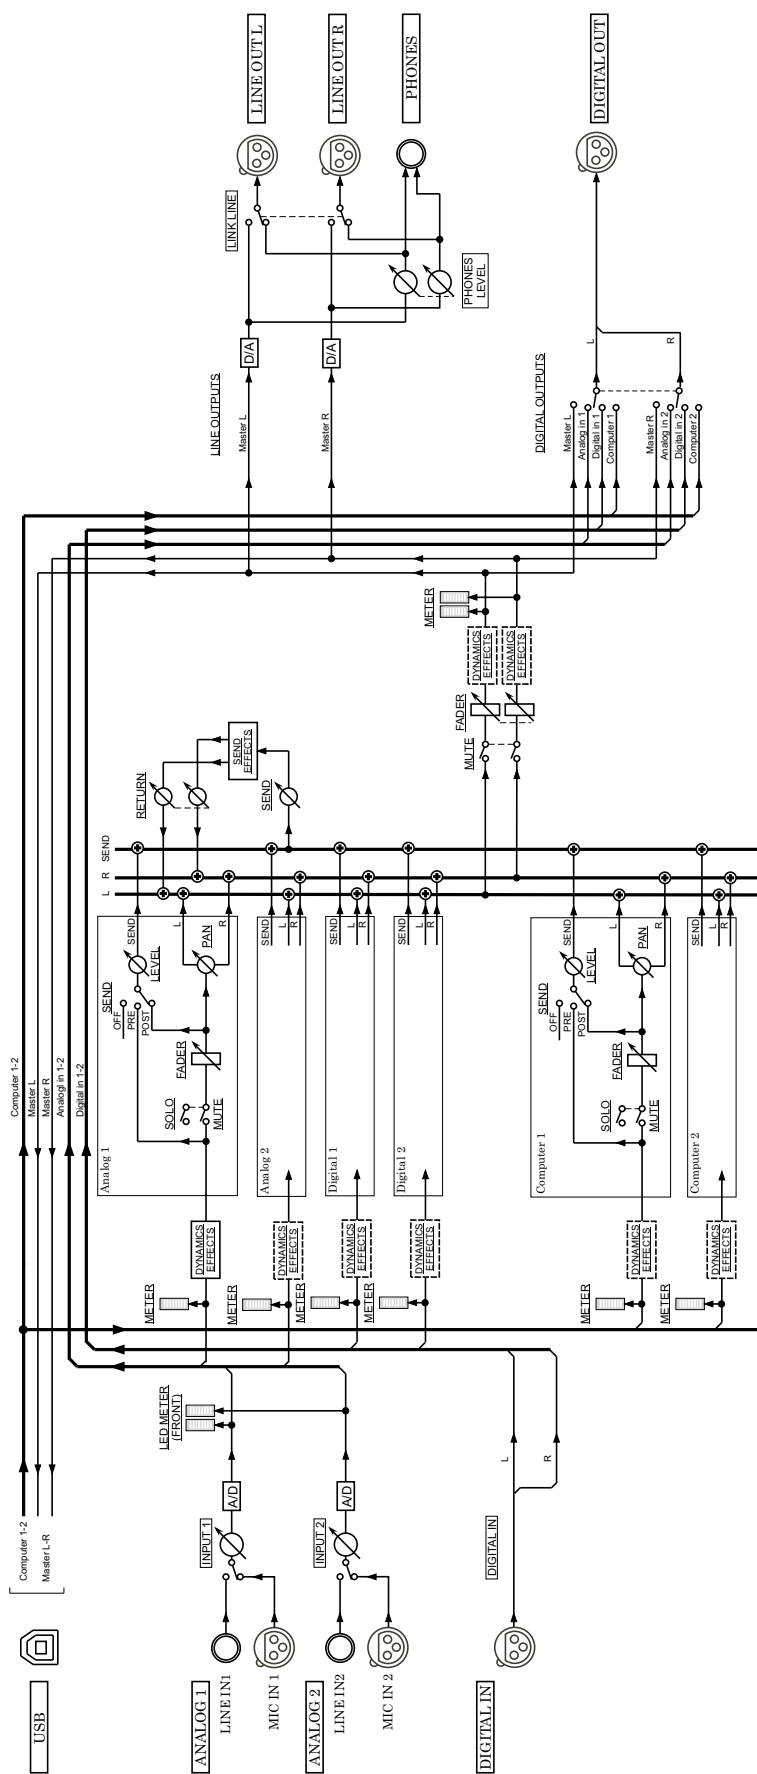 USB
Computer 1-2
Master L-R
ANALOG 1
LINE IN1
MIC IN 1
INPUT 1
A/D
ANALOG 2
LINE IN2
MIC IN 2
INPUT 2
A/D
LED METER
(FRONT)
DIGITAL IN
DIGITAL IN
L
R
Computer 1-2
Master L
Master R
Analogl in 1-2
Digital in 1-2
METER
DYNAMICS
EFFECTS
Analog 1
SOLO
MUTE
FADER
SEND
OFF
PRE
POST
LEVEL
PAN
SEND
L
R
METER
DYNAMICS
EFFECTS
Analog 2
SEND
L
R
METER
DYNAMICS
EFFECTS
Digital 1
SEND
L
R
METER
DYNAMICS
EFFECTS
Digital 2
SEND
L
R
METER
DYNAMICS
EFFECTS
Computer 1
SOLO
MUTE
FADER
SEND
OFF
PRE
POST
LEVEL
PAN
SEND
L
R
METER
DYNAMICS
EFFECTS
Computer 2
SEND
L
R
L
R
SEND
RETURN
SEND
SEND
EFFECTS
MUTE
FADER
DYNAMICS
EFFECTS
DYNAMICS
EFFECTS
METER
LINE OUTPUTS
Master L
D/A
Master R
D/A
LINK LINE
PHONES
LEVEL
LINE OUT L
LINE OUT R
PHONES
DIGITAL OUTPUTS
Master L
Analog in 1
Digital in 1
Computer 1
Master R
Analog in 2
Digital in 2
Computer 2
L
R
DIGITAL OUT